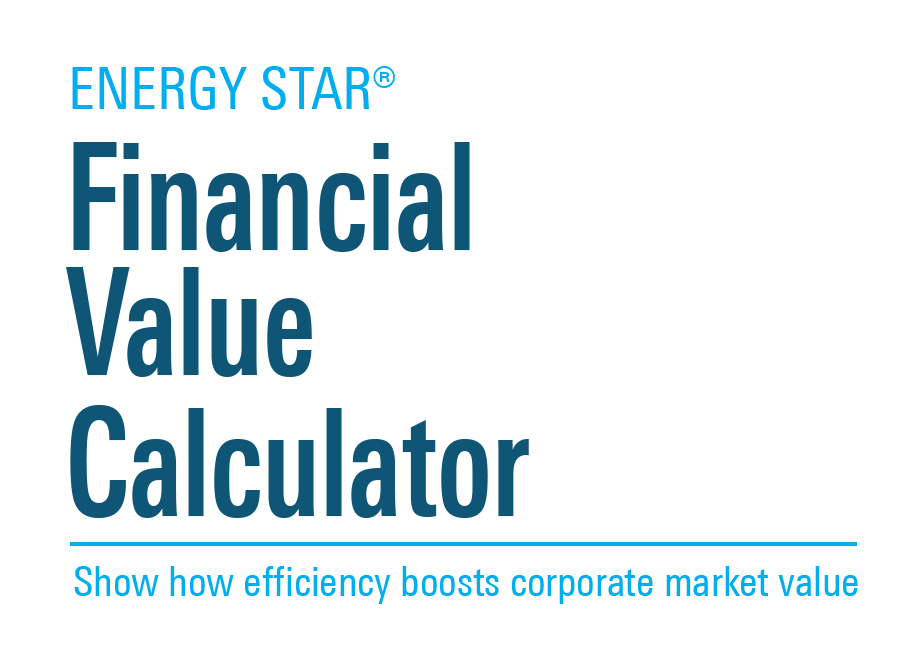 ENERGY STAR®
Financial
Value
Calculator
Show how efficiency boosts corporate market value